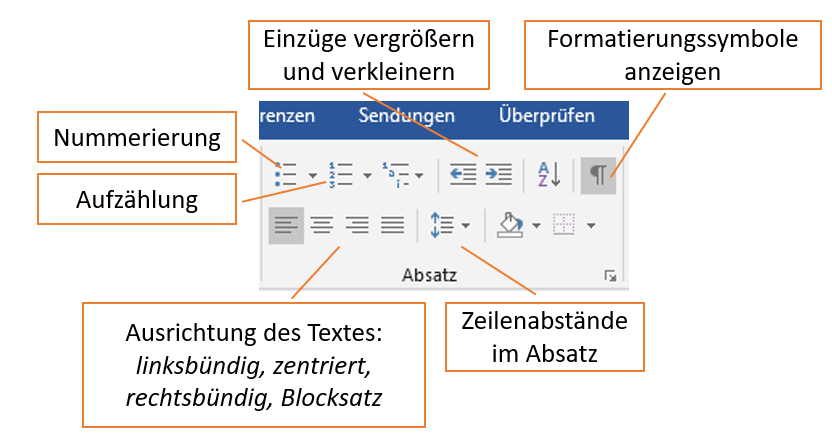 Einzüge vergrößern
und verkleinern
Formatierungssymbole
anzeigen
renzen Sendungen Überprüfen
Nummerierung
Aufzählung
Absatz
Ausrichtung des Textes:
linksbündig, zentriert,
rechtsbündig, Blocksatz
Zeilenabstände
im Absatz